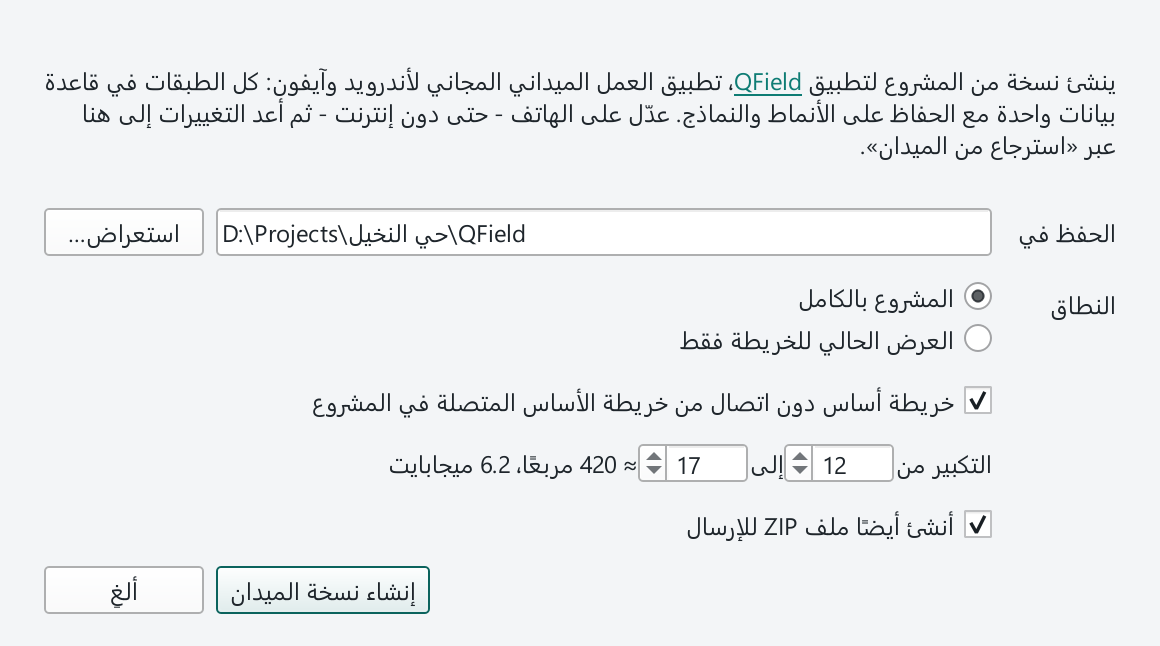 ينشئ نسخة من المشروع لتطبيق QField، تطبيق العمل الميداني المجاني لأندرويد وآيفون: كل الطبقات في قاعدة
بيانات واحدة مع الحفاظ على الأنماط والنماذج. عدّل على الهاتف - حتى دون إنترنت - ثم أعد التغييرات إلى هنا
عبر «استرجاع من الميدان».
الحفظ في D:\Projects\حي النخيل\QField استعراض...
النطاق
المشروع بالكامل
العرض الحالي للخريطة فقط
خريطة أساس دون اتصال من خريطة الأساس المتصلة في المشروع
التكبير من 12 إلى 17 ≈ 420 مربعًا، 6.2 ميجابايت
أنشئ أيضًا ملف ZIP للإرسال
إنشاء نسخة الميدان ألغِ